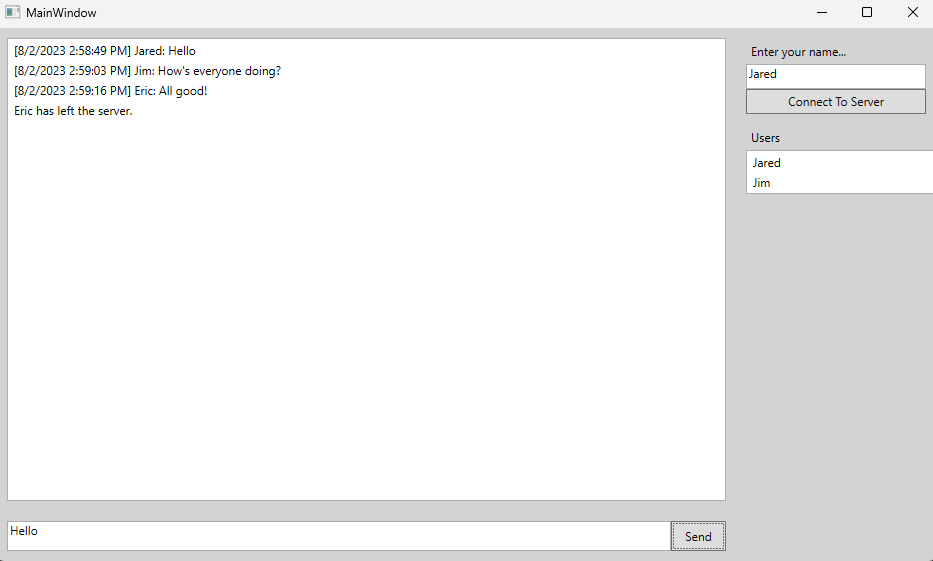 MainWindow
[8/2/2023 2:58:49 PM] Jared: Hello
[8/2/2023 2:59:03 PM] Jim: How's everyone doing?
[8/2/2023 2:59:16 PM] Eric: All good!
Eric has left the server.
Enter your name...
Jared
Connect To Server
Users
Jared
Jim
Hello
Send